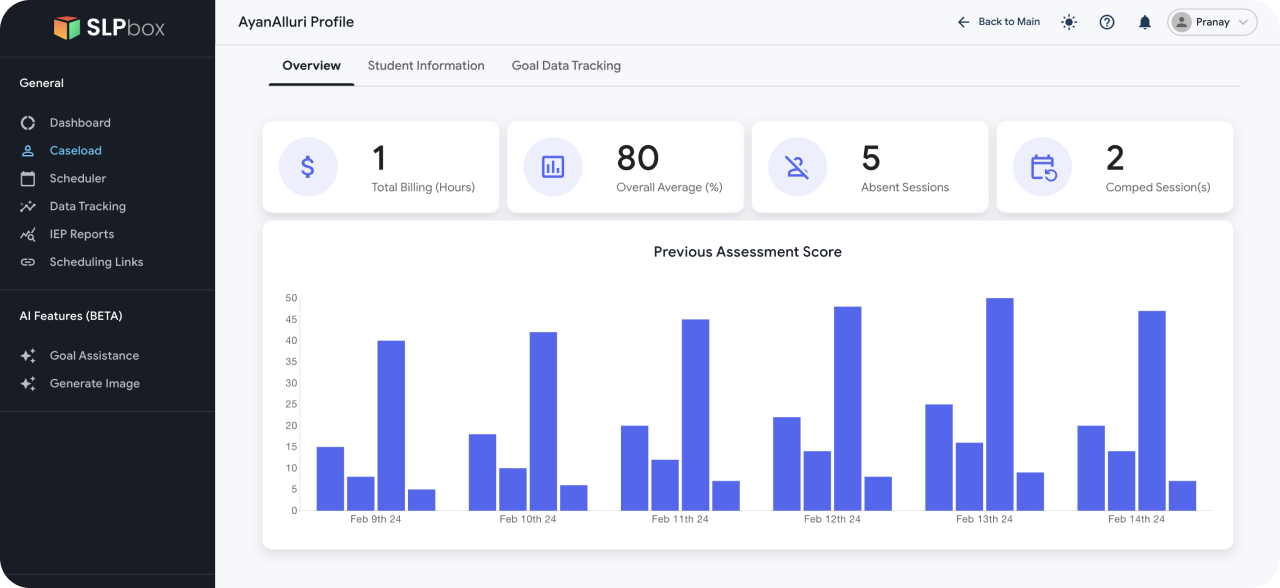 SLPbox
AyanAlluri Profile
Back to Main
Pranay
General
Dashboard
Caseload
Scheduler
Data Tracking
IEP Reports
Scheduling Links
AI Features (BETA)
Goal Assistance
Generate Image
Overview
Student Information
Goal Data Tracking
1
Total Billing (Hours)
80
Overall Average (%)
5
Absent Sessions
2
Comped Session(s)
Previous Assessment Score
50
45
40
35
30
25
20
15
10
5
0
Feb 9th 24
Feb 10th 24
Feb 11th 24
Feb 12th 24
Feb 13th 24
Feb 14th 24